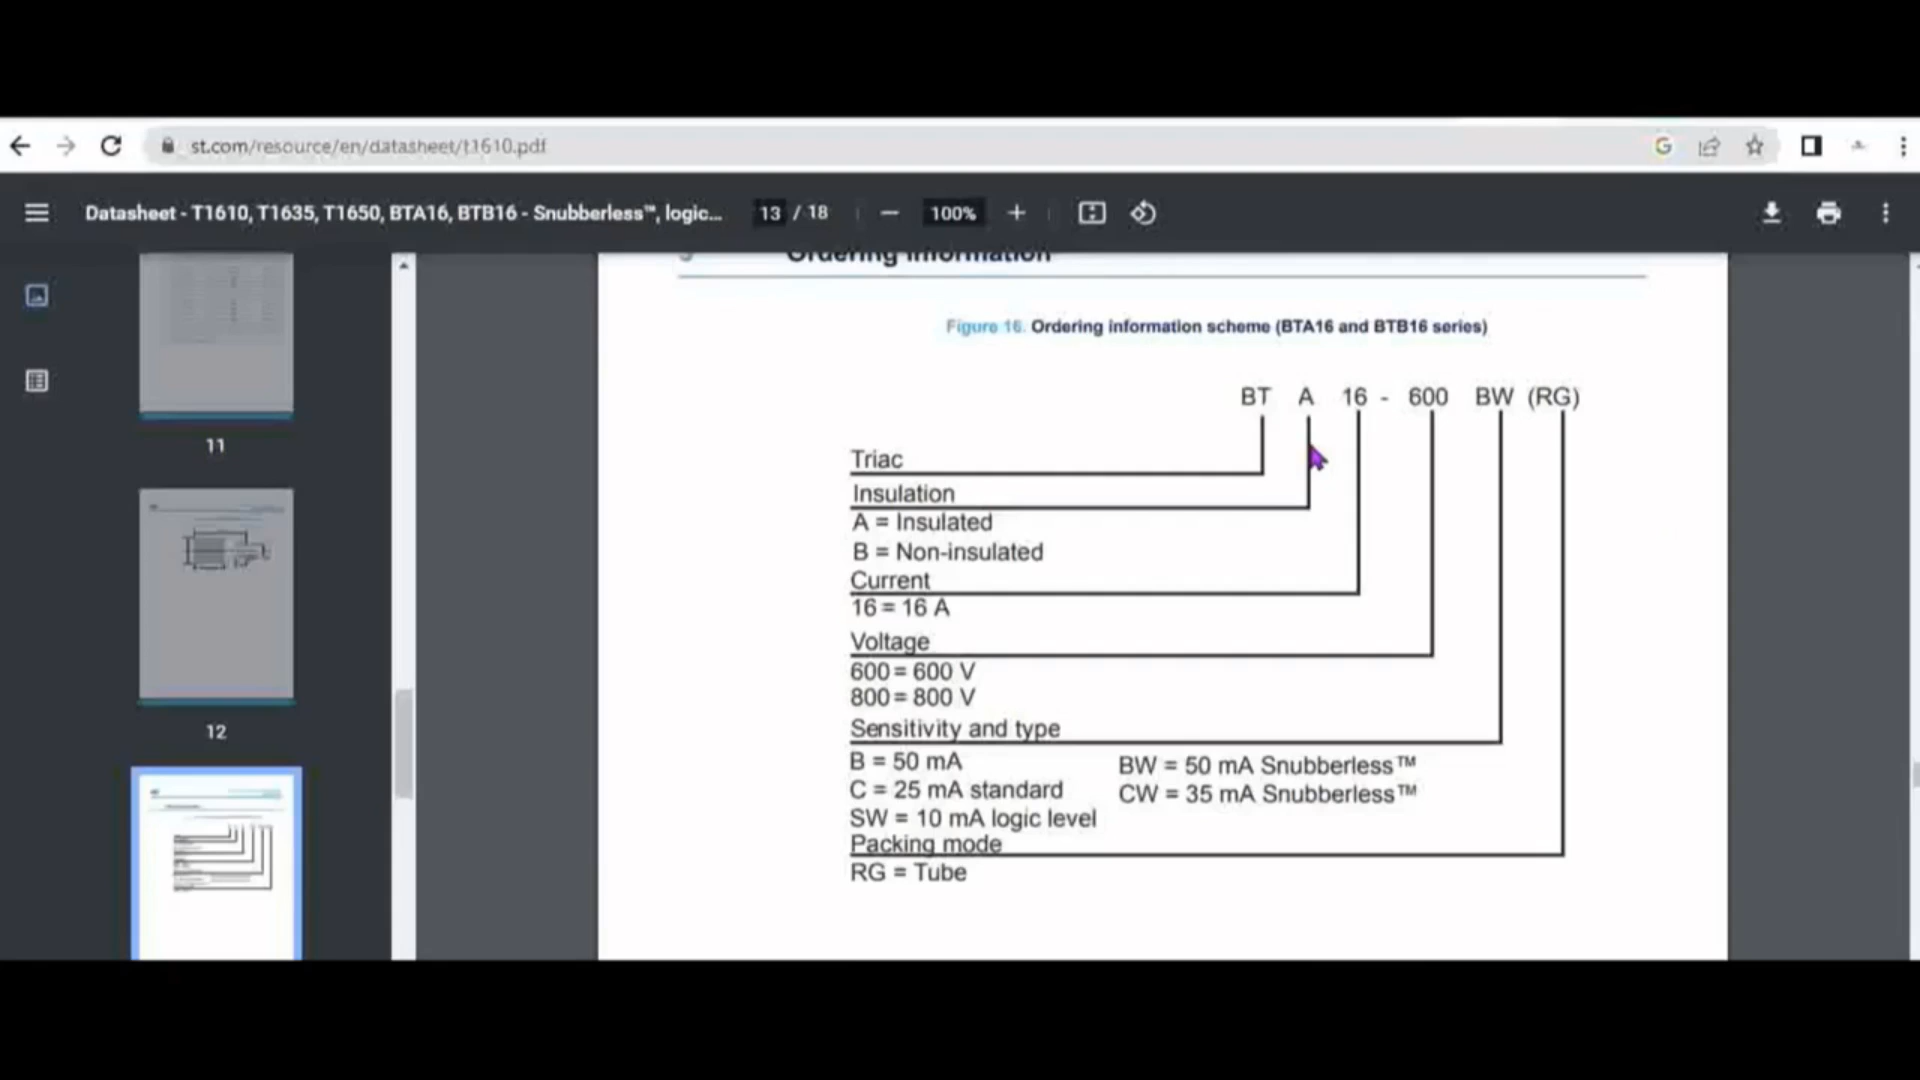 st.com/resource/en/datasheet/t1610.pdf
Datasheet - T1610, T1635, T1650, BTA16, BTB16 - Snubberless™, logic...
13 / 18
100%
Ordering information
Figure 16. Ordering information scheme (BTA16 and BTB16 series)
BT A 16 - 600 BW (RG)
Triac
Insulation
A = Insulated
B = Non-insulated
Current
16 = 16 A
Voltage
600 = 600 V
800 = 800 V
Sensitivity and type
B = 50 mA
BW = 50 mA Snubberless™
C = 25 mA standard
CW = 35 mA Snubberless™
SW = 10 mA logic level
Packing mode
RG = Tube
11
12